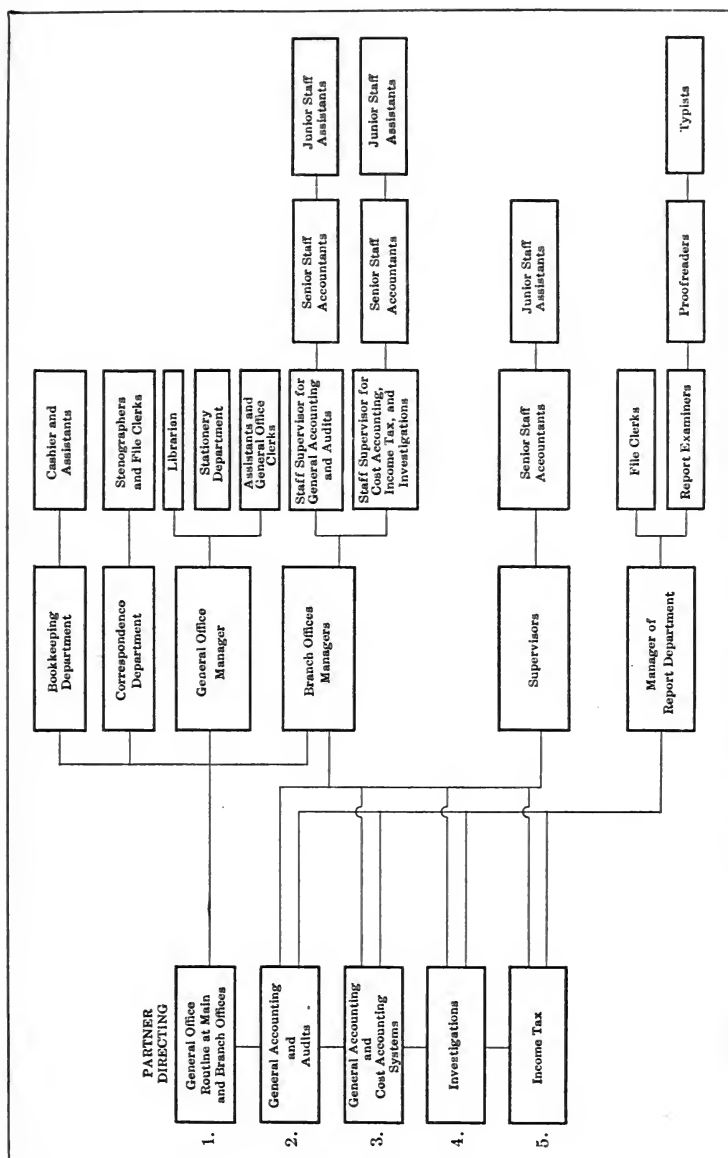 PARTNER
DIRECTING
1.
General Office
Routine at Main
and Branch Offices
2.
General Accounting
and
Audits
3.
General Accounting
and
Cost Accounting
Systems
4.
Investigations
5.
Income Tax
Bookkeeping
Department
Correspondence
Department
General Office
Manager
Branch Offices
Managers
Supervisors
Manager of
Report Department
Cashier and
Assistants
Stenographers
and File Clerks
Librarian
Stationery
Department
Assistants and
General Office
Clerks
Staff Supervisor for
General Accounting
and Audits
Staff Supervisor for
Cost Accounting,
Income Tax, and
Investigations
Senior Staff
Accountants
File Clerks
Report Examiners
Senior Staff
Accountants
Senior Staff
Accountants
Junior Staff
Assistants
Proofreaders
Junior Staff
Assistants
Junior Staff
Assistants
Typists